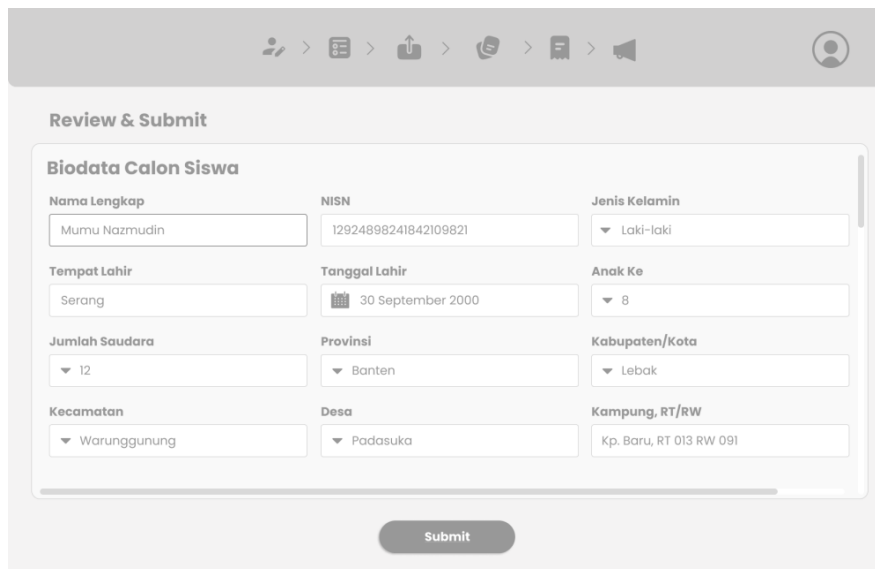 Review & Submit
Biodata Calon Siswa
Nama Lengkap NISN Jenis Kelamin
Mumu Nazmudin 12924898241842109821 Laki-laki
Tempat Lahir Tanggal Lahir Anak Ke
Serang 30 September 2000 8
Jumlah Saudara Provinsi Kabupaten/Kota
12 Banten Lebak
Kecamatan Desa Kampung, RT/RW
Warunggunung Padasuka Kp. Baru, RT 013 RW 091
Submit